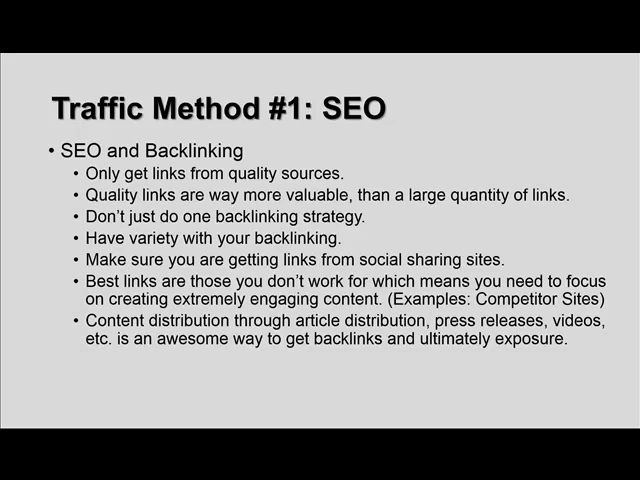 Traffic Method #1: SEO
• SEO and Backlinking
• Only get links from quality sources.
• Quality links are way more valuable, than a large quantity of links.
• Don't just do one backlinking strategy.
• Have variety with your backlinking.
• Make sure you are getting links from social sharing sites.
• Best links are those you don't work for which means you need to focus
on creating extremely engaging content. (Examples: Competitor Sites)
• Content distribution through article distribution, press releases, videos,
etc. is an awesome way to get backlinks and ultimately exposure.